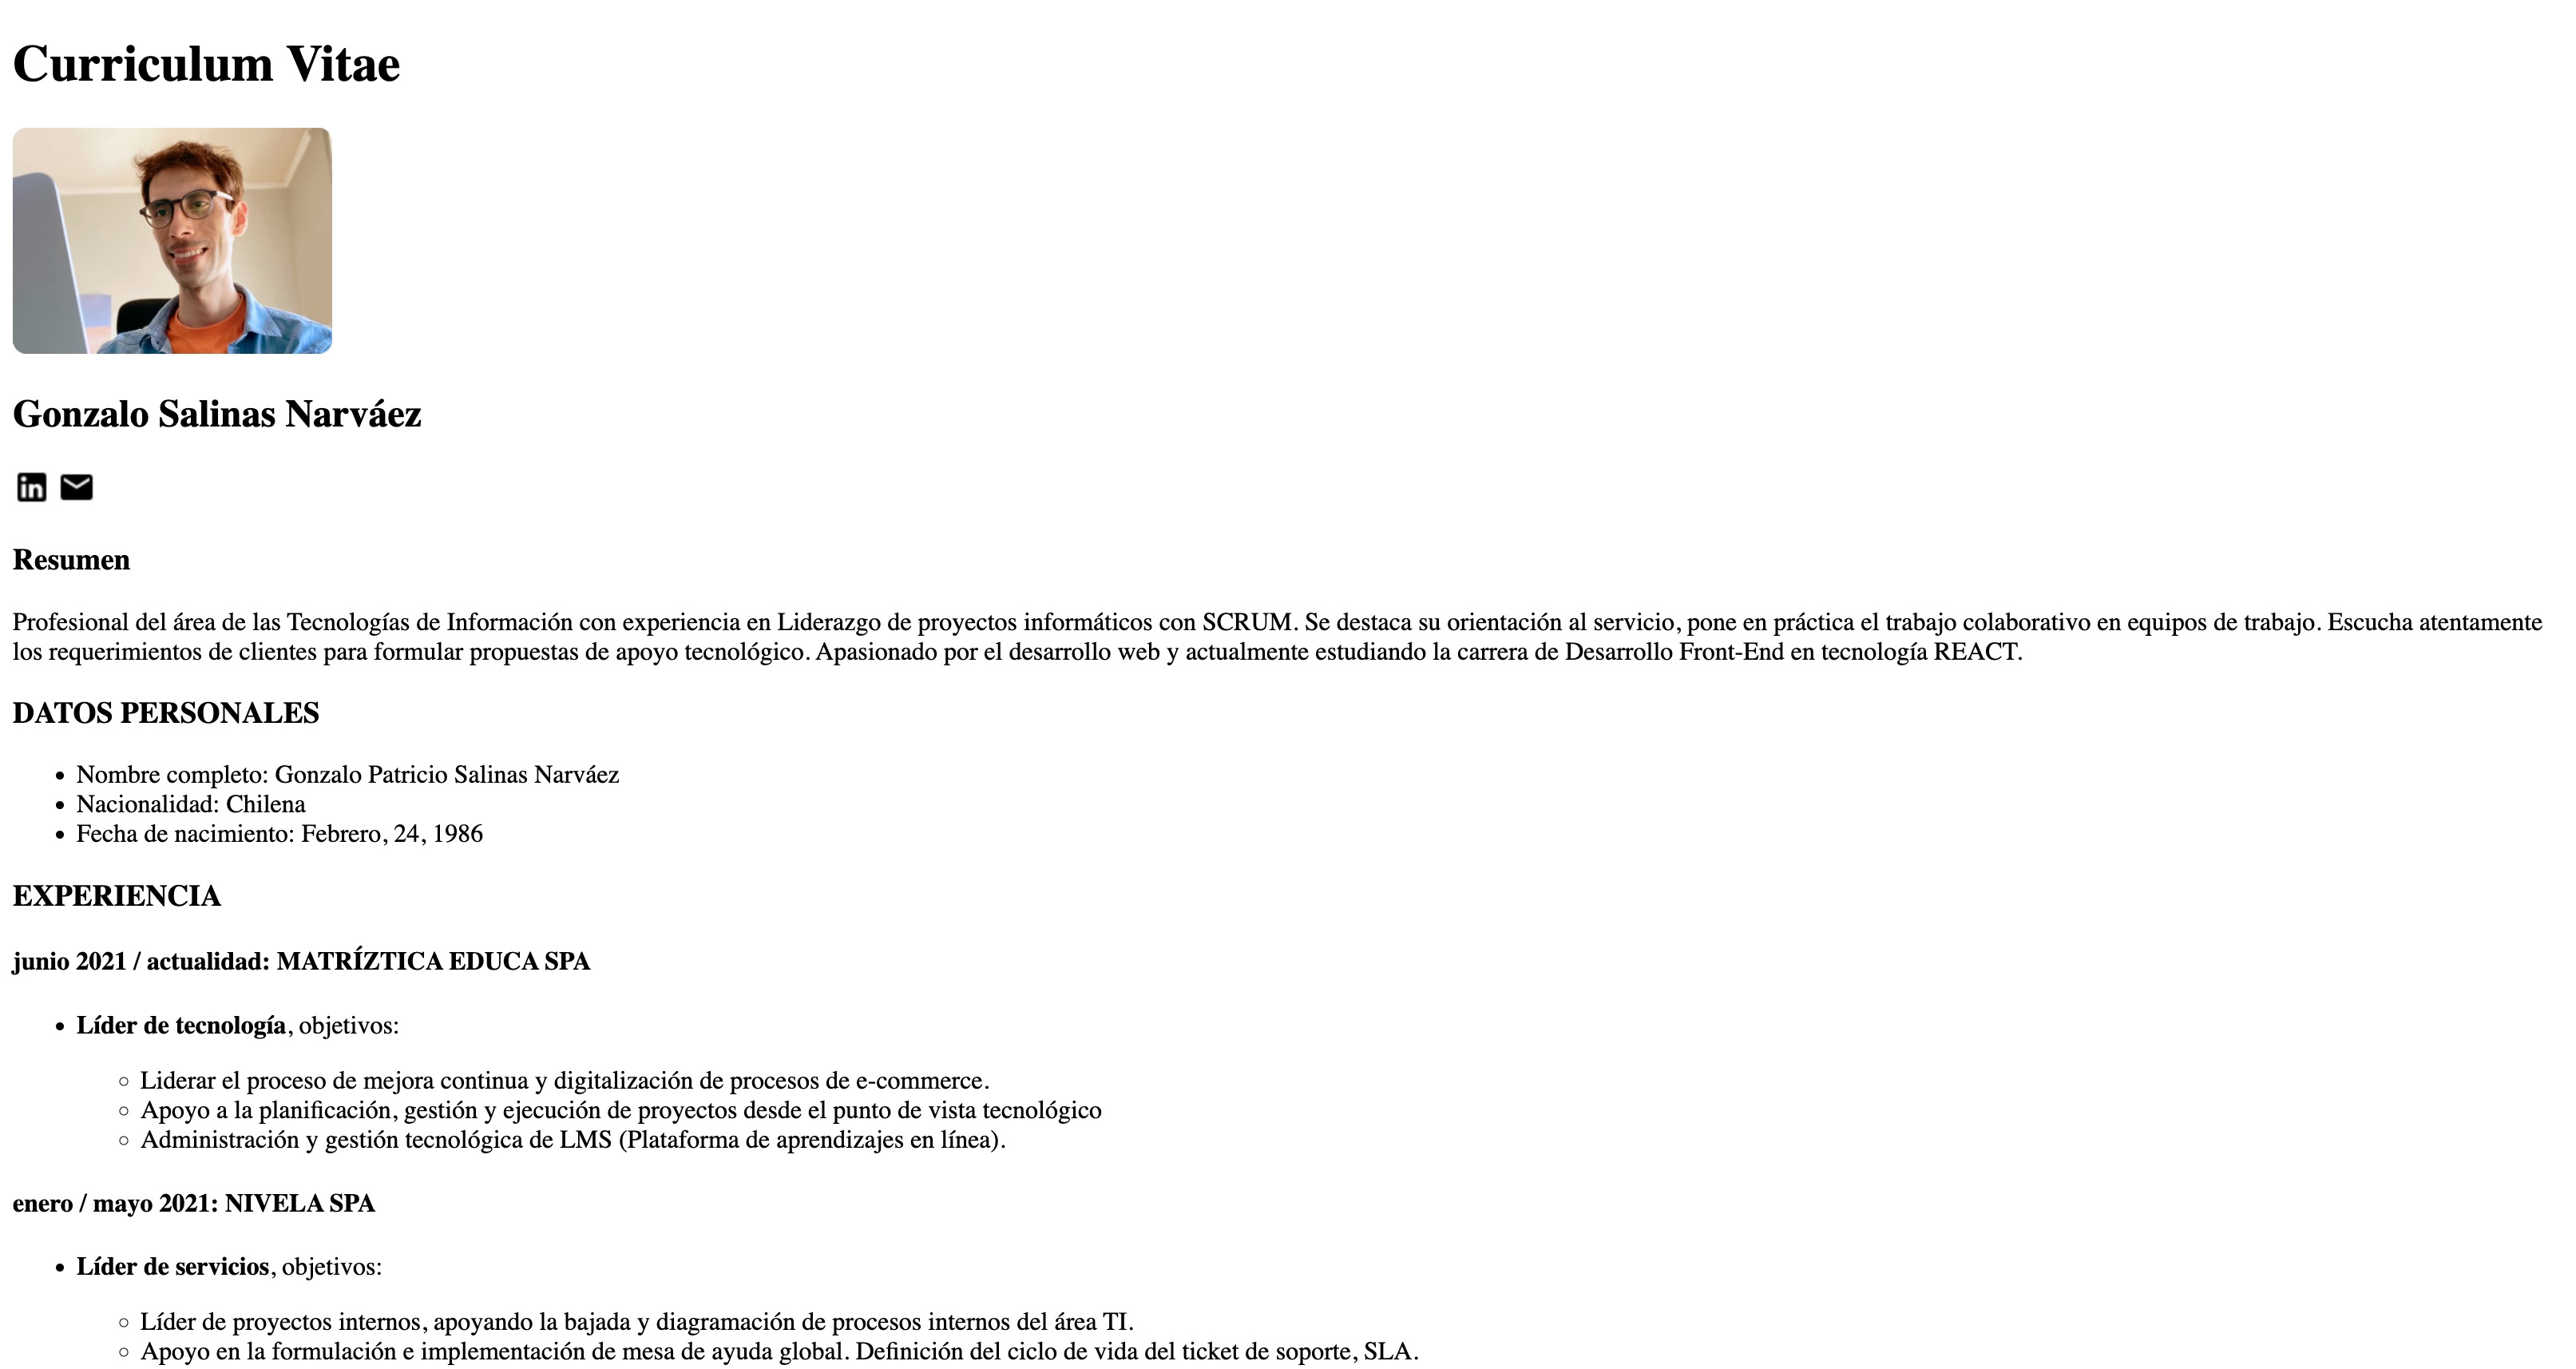 Curriculum Vitae
Gonzalo Salinas Narváez
in
Resumen
Profesional del área de las Tecnologías de Información con experiencia en Liderazgo de proyectos informáticos con SCRUM. Se destaca su orientación al servicio, pone en práctica el trabajo colaborativo en equipos de trabajo. Escucha atentamente
los requerimientos de clientes para formular propuestas de apoyo tecnológico. Apasionado por el desarrollo web y actualmente estudiando la carrera de Desarrollo Front-End en tecnología REACT.
DATOS PERSONALES
• Nombre completo: Gonzalo Patricio Salinas Narváez
• Nacionalidad: Chilena
• Fecha de nacimiento: Febrero, 24, 1986
EXPERIENCIA
junio 2021 / actualidad: MATRÍZTICA EDUCA SPA
• Líder de tecnología, objetivos:
◦ Liderar el proceso de mejora continua y digitalización de procesos de e-commerce.
◦ Apoyo a la planificación, gestión y ejecución de proyectos desde el punto de vista tecnológico
◦ Administración y gestión tecnológica de LMS (Plataforma de aprendizajes en línea).
enero / mayo 2021: NIVELA SPA
• Líder de servicios, objetivos:
◦ Líder de proyectos internos, apoyando la bajada y diagramación de procesos internos del área TI.
◦ Apoyo en la formulación e implementación de mesa de ayuda global. Definición del ciclo de vida del ticket de soporte, SLA.